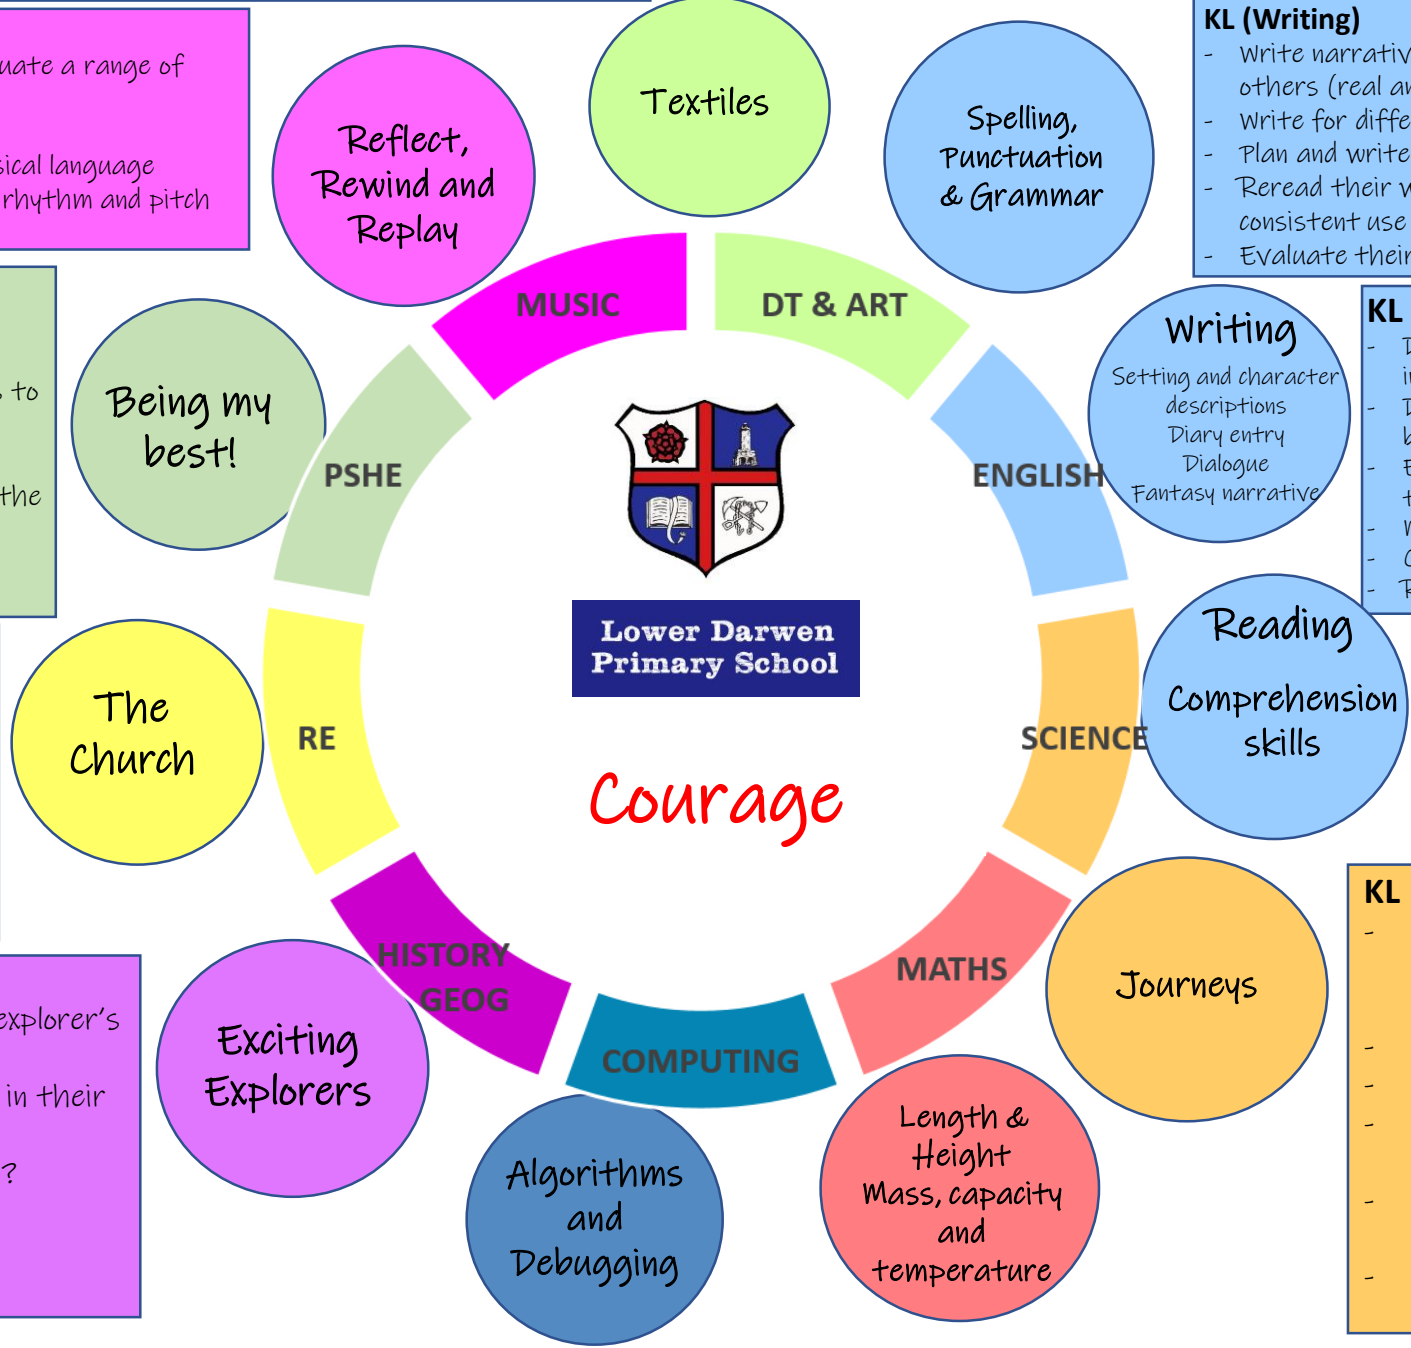 uate a range of
sical language
rhythm and pitch
Reflect,
Rewind and
Replay
Textiles
Spelling,
Punctuation
& Grammar
KL (Writing)
- Write narrativ
others (real an
- Write for diffe
- Plan and write
- Reread their w
consistent use
- Evaluate their
MUSIC
DT & ART
ENGLISH
SCIENCE
MATHS
COMPUTING
HISTORY
GEOG
RE
PSHE
to
the
Being my
best!
Writing
Setting and character
descriptions
Diary entry
Dialogue
Fantasy narrative
KL
Reading
Comprehension
skills
Lower Darwen
Primary School
Courage
The
Church
explorer's
in their
?
Exciting
Explorers
Algorithms
and
Debugging
Length &
Height
Mass, capacity
and
temperature
Journeys
KL